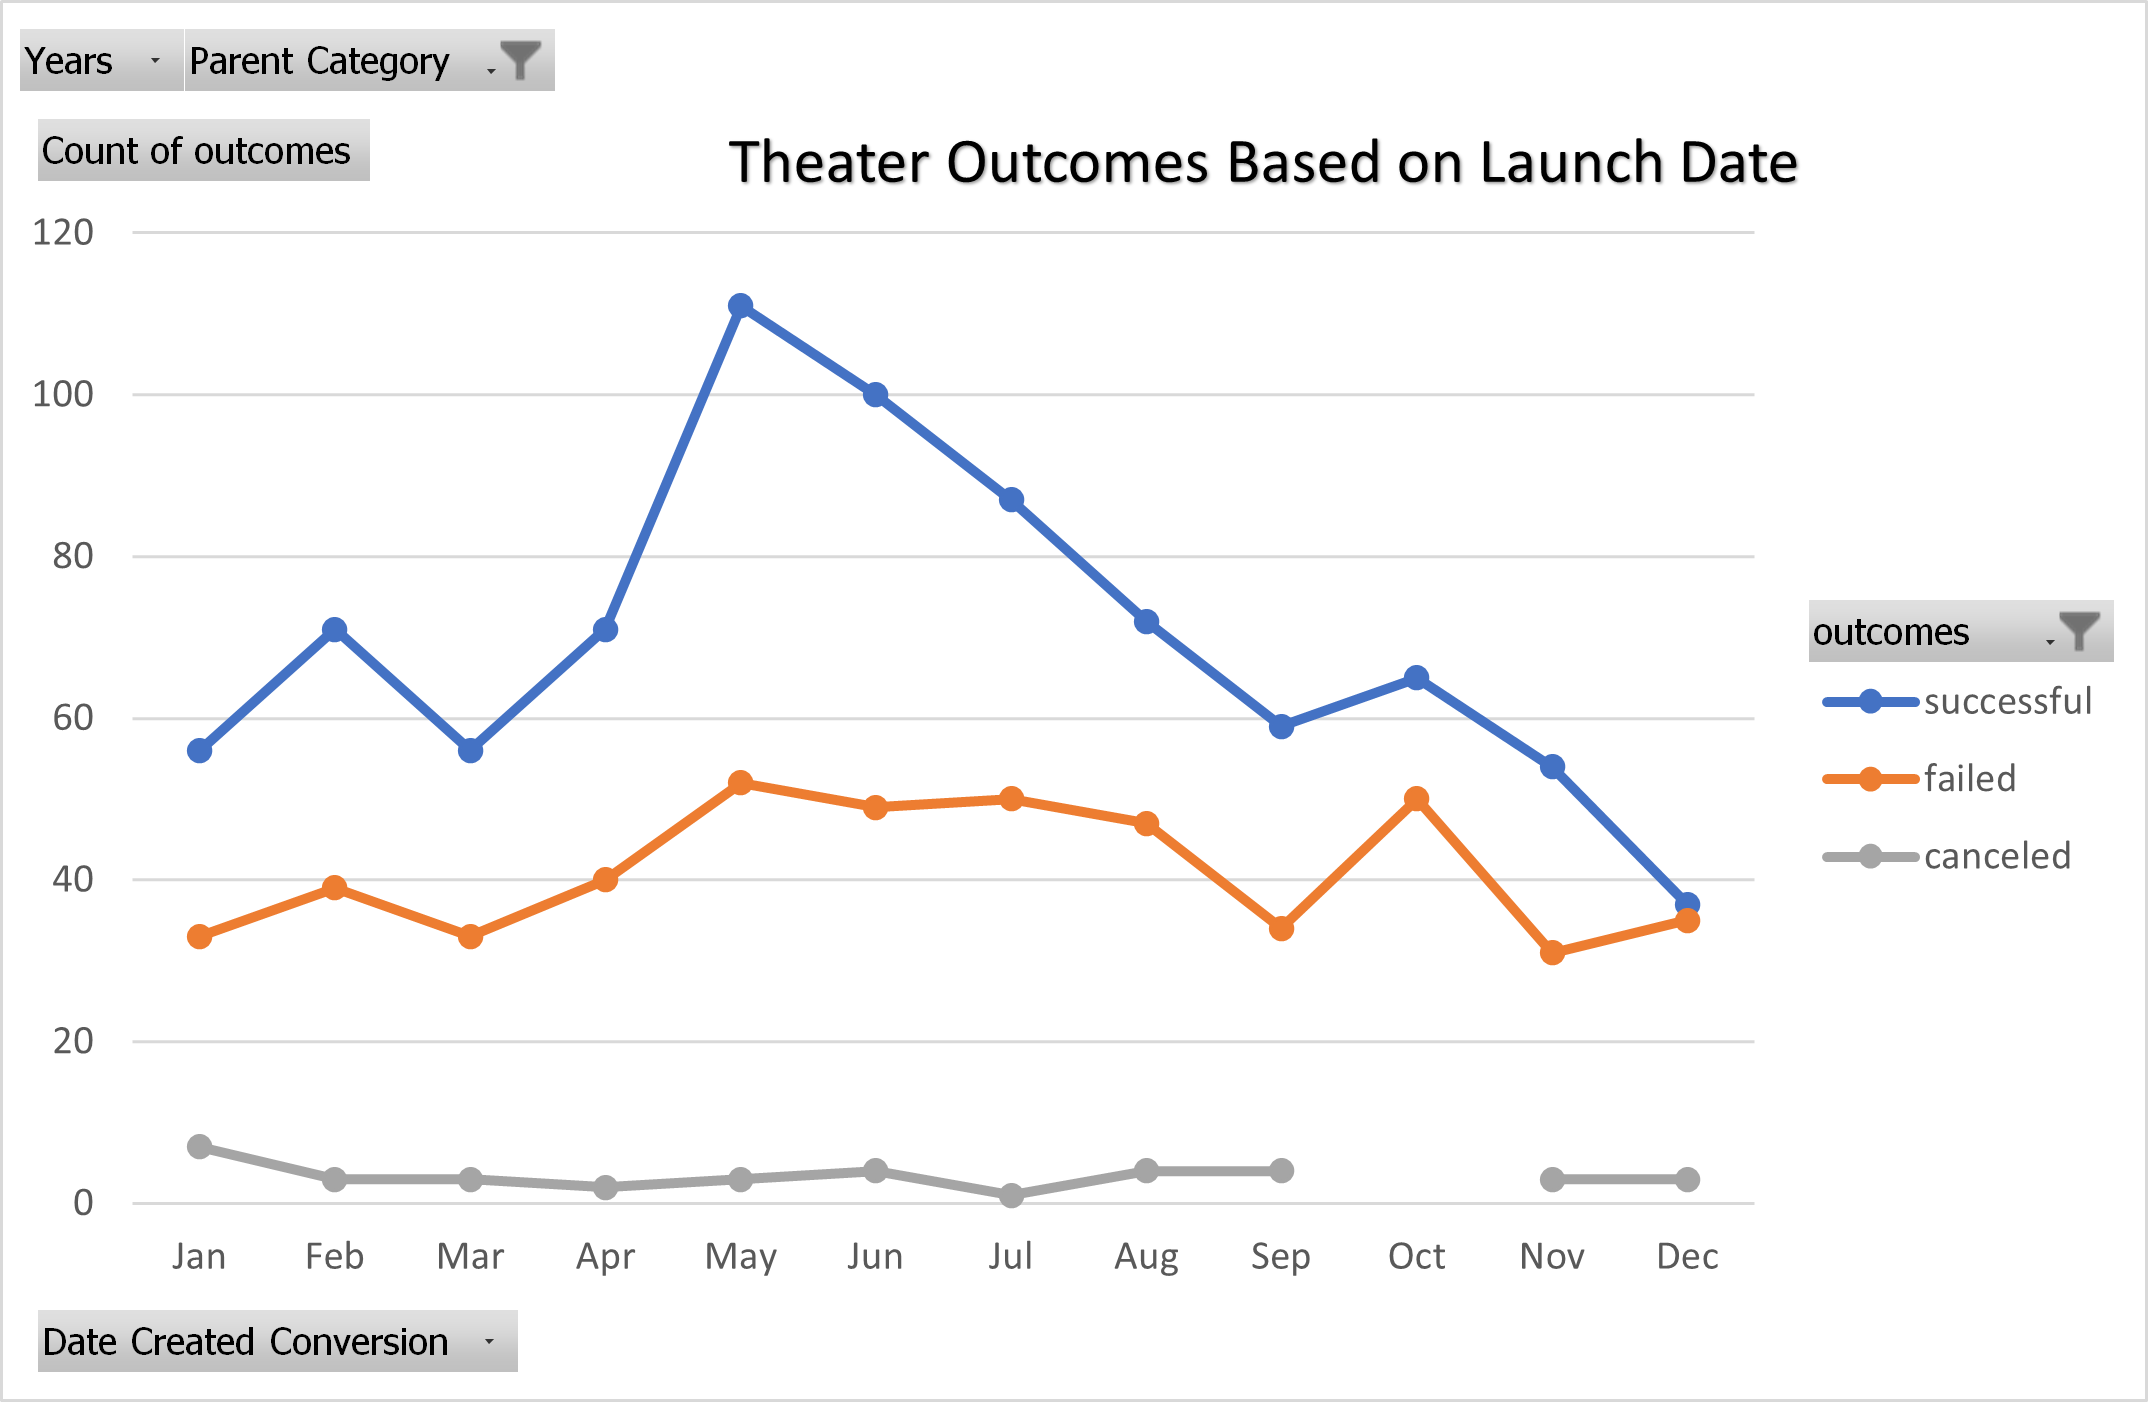 Years Parent Category
Count of outcomes
Theater Outcomes Based on Launch Date
120
100
80
60
40
20
0
Jan Feb Mar Apr May Jun Jul Aug Sep Oct Nov Dec
outcomes
successful
failed
canceled
Date Created Conversion